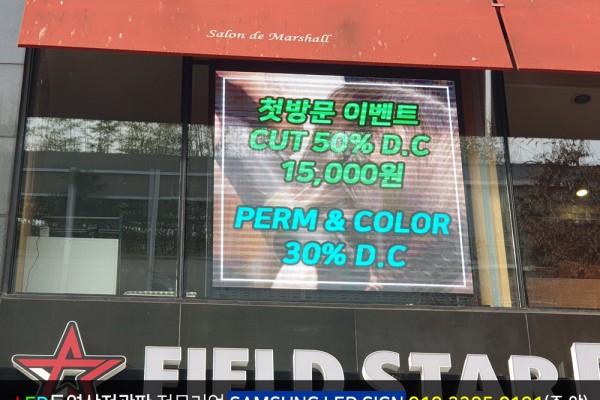 Salon de Marshall
첫방문 이벤트
CUT 50% D.C
15,000원
PERM & COLOR
30% D.C
FIELD STAR
SAMSUNG LED SIGN